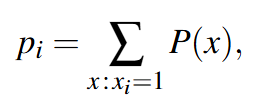 p_i = \sum_{x:x_i=1} P(x),